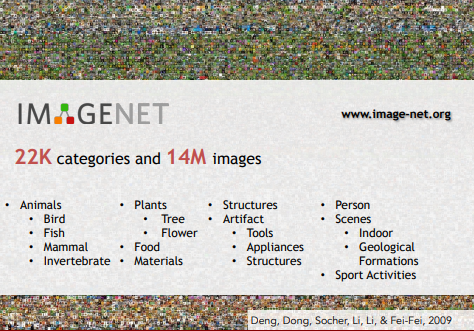 IMAGENET
www.image-net.org
22K categories and 14M images
• Animals
• Bird
• Fish
• Mammal
• Invertebrate
• Plants
• Tree
• Flower
• Food
• Materials
• Structures
• Artifact
• Tools
• Appliances
• Structures
• Person
• Scenes
• Indoor
• Geological
Formations
• Sport Activities
Deng, Dong, Socher, Li, Li, & Fei-Fei, 2009